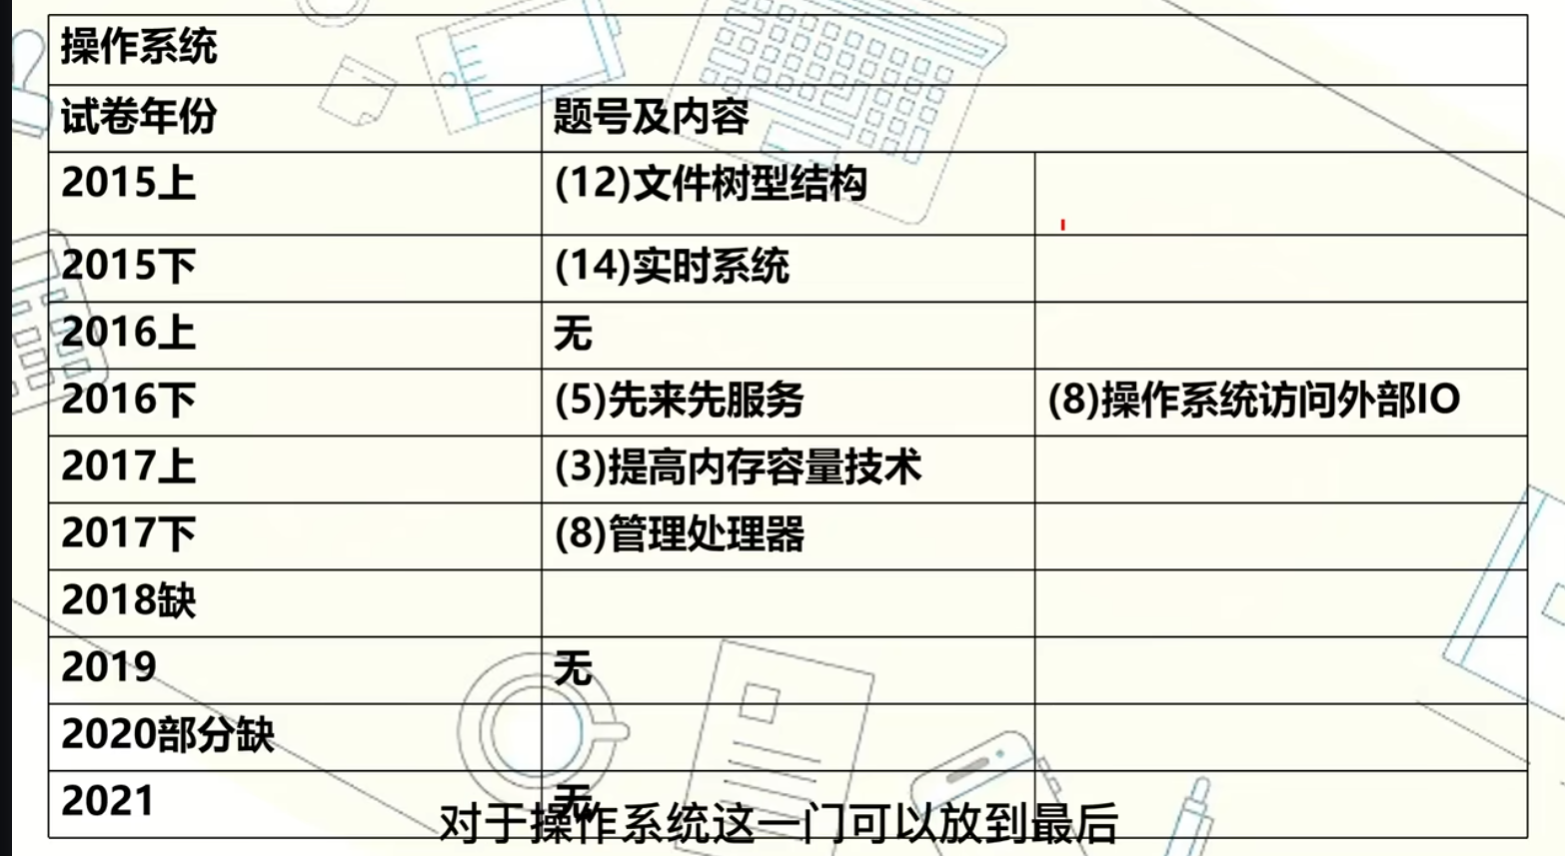 操作系统
试卷年份 题号及内容
2015上 (12)文件树型结构
2015下 (14)实时系统
2016上 无
2016下 (5)先来先服务 (8)操作系统访问外部IO
2017上 (3)提高内存容量技术
2017下 (8)管理处理器
2018缺
2019 无
2020部分缺
2021 无
对于操作系统这一门可以放到最后